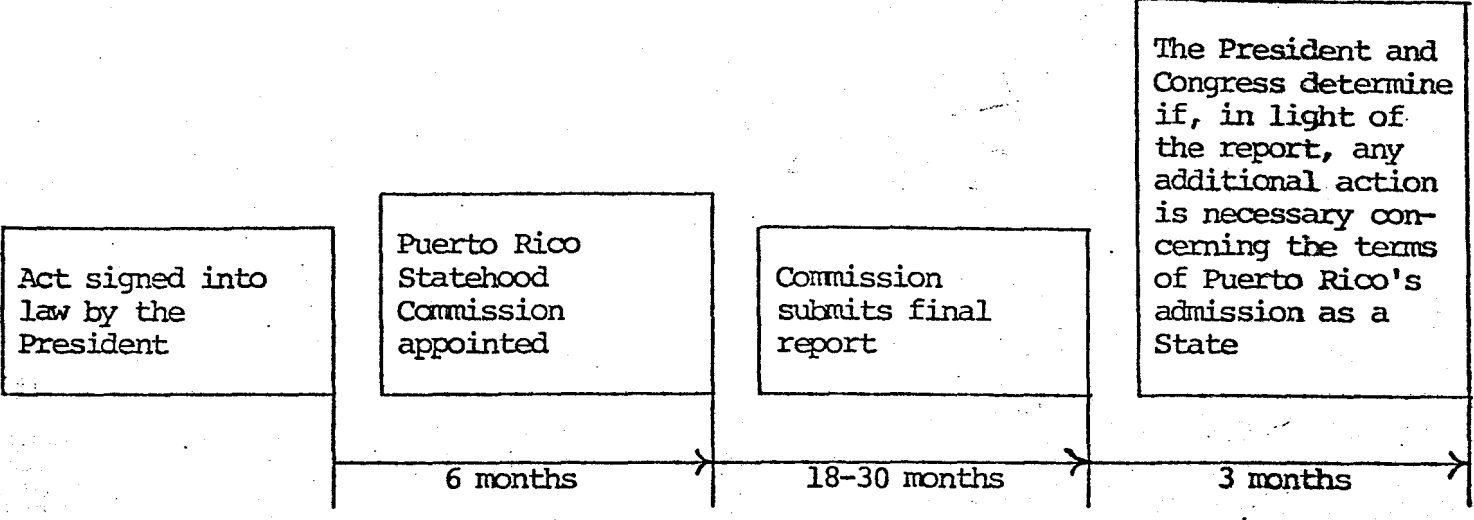 Act signed into
law by the
President
Puerto Rico
Statehood
Commission
appointed
Commission
submits final
report
The President and
Congress determine
if, in light of
the report, any
additional action
is necessary con-
cerning the terms
of Puerto Rico's
admission as a
State
6 months
18-30 months
3 months